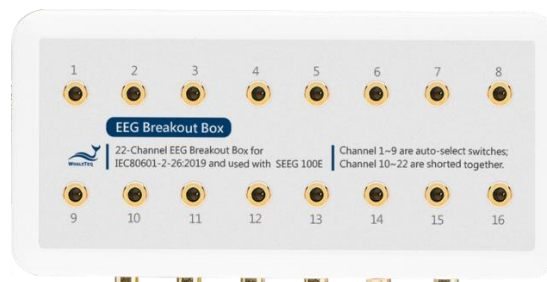 1 2 3 4 5 6 7 8
EEG Breakout Box
22-Channel EEG Breakout Box for
IEC80601-2-26:2019 and used with SEEG 100E
Channel 1~9 are auto-select switches;
Channel 10~22 are shorted together.
WHALETEQ
9 10 11 12 13 14 15 16